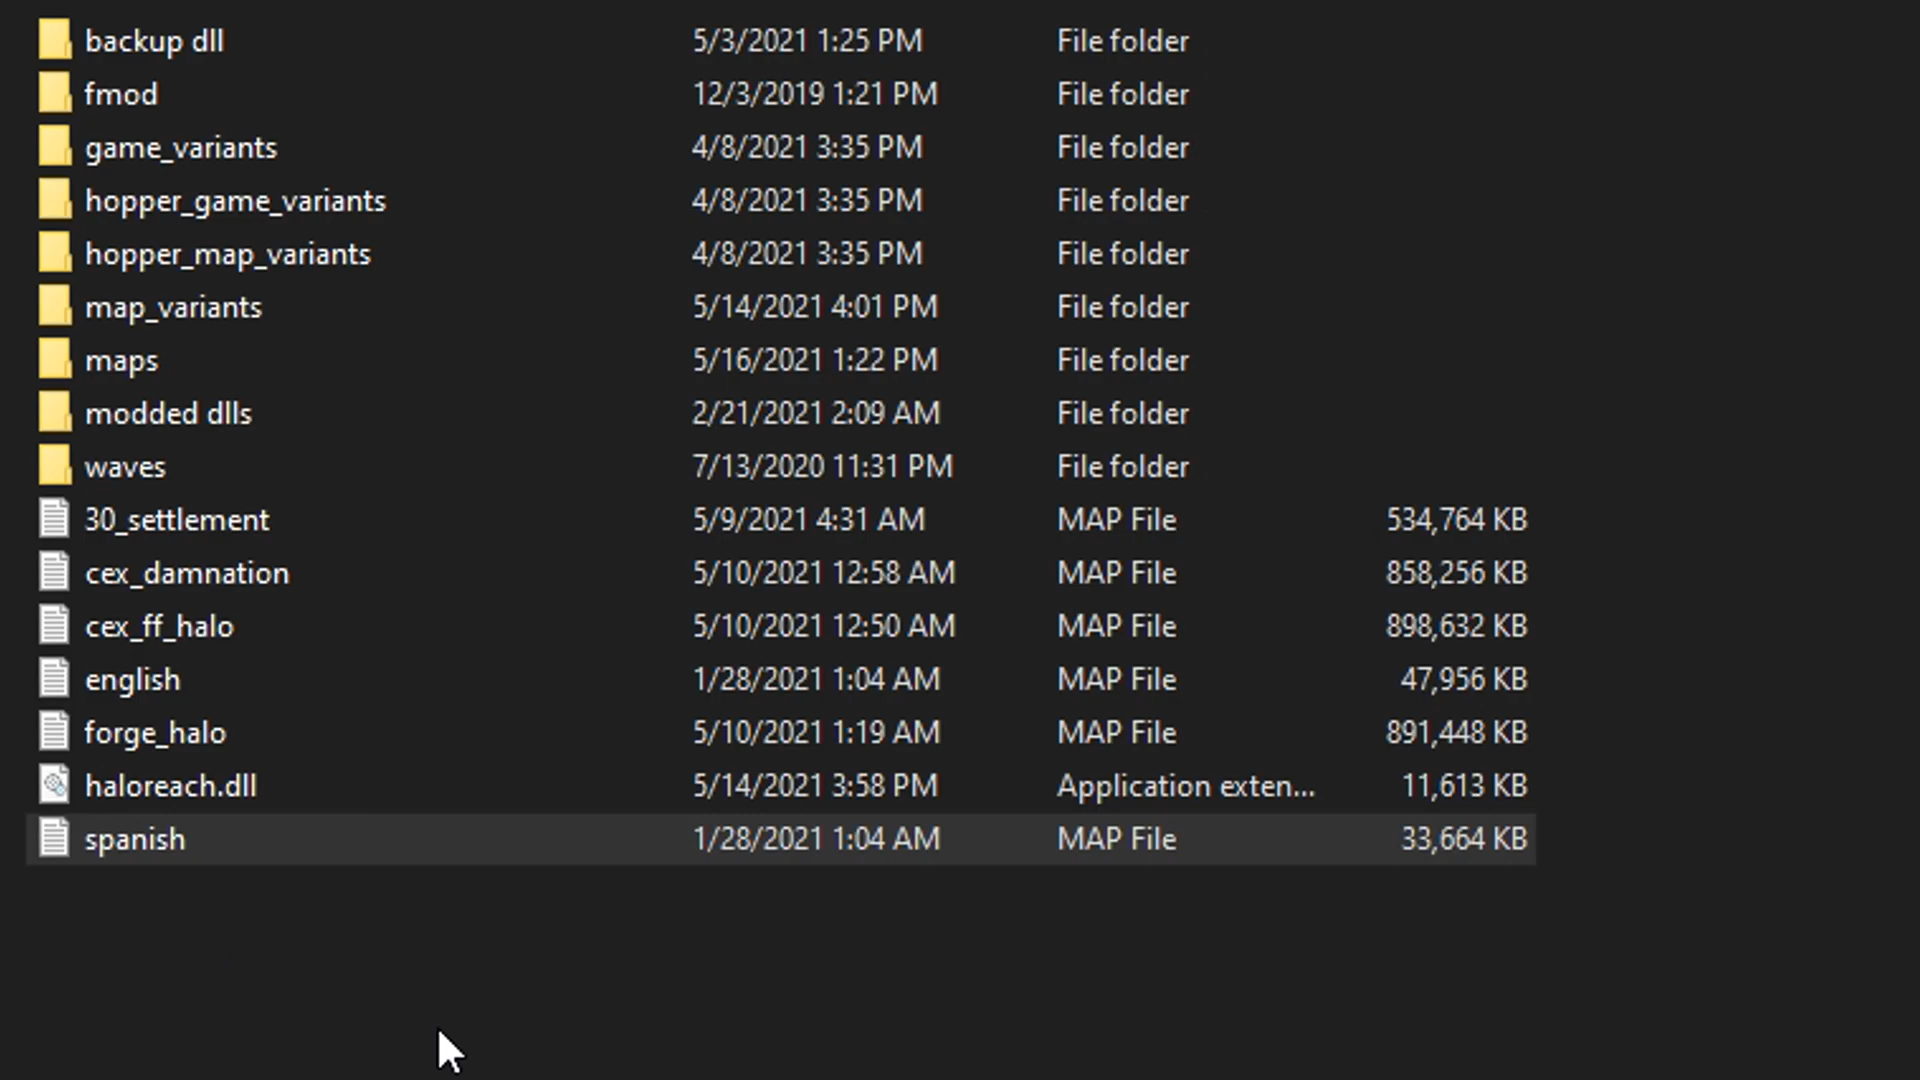 backup dll 5/3/2021 1:25 PM File folder
fmod 12/3/2019 1:21 PM File folder
game_variants 4/8/2021 3:35 PM File folder
hopper_game_variants 4/8/2021 3:35 PM File folder
hopper_map_variants 4/8/2021 3:35 PM File folder
map_variants 5/14/2021 4:01 PM File folder
maps 5/16/2021 1:22 PM File folder
modded dlls 2/21/2021 2:09 AM File folder
waves 7/13/2020 11:31 PM File folder
30_settlement 5/9/2021 4:31 AM MAP File 534,764 KB
cex_damnation 5/10/2021 12:58 AM MAP File 858,256 KB
cex_ff_halo 5/10/2021 12:50 AM MAP File 898,632 KB
english 1/28/2021 1:04 AM MAP File 47,956 KB
forge_halo 5/10/2021 1:19 AM MAP File 891,448 KB
haloreach.dll 5/14/2021 3:58 PM Application exten... 11,613 KB
spanish 1/28/2021 1:04 AM MAP File 33,664 KB